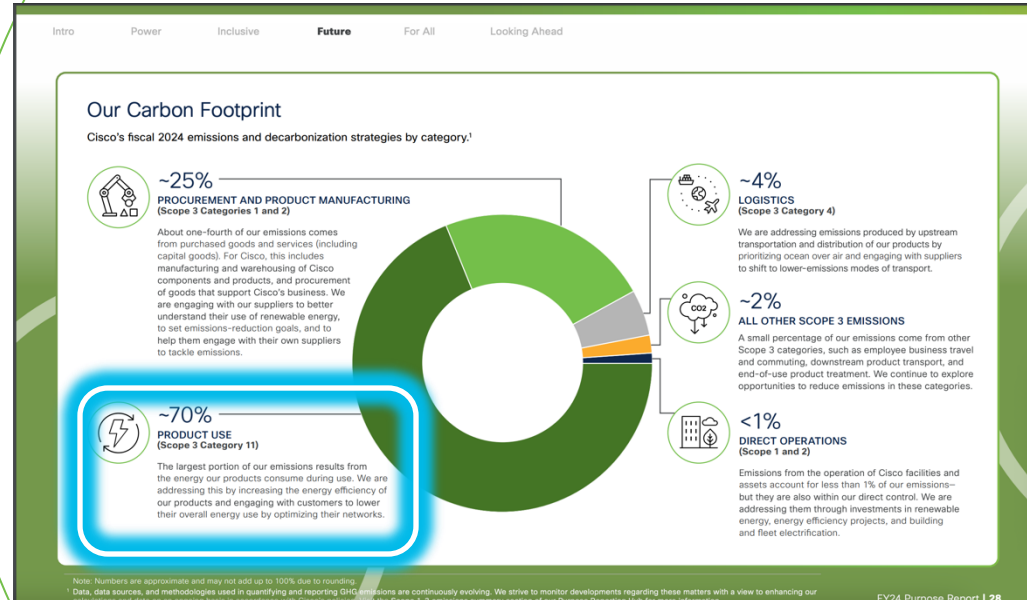 Intro Power Inclusive Future For All Looking Ahead
Our Carbon Footprint
Cisco's fiscal 2024 emissions and decarbonization strategies by category.¹
~25%
PROCUREMENT AND PRODUCT MANUFACTURING
(Scope 3 Categories 1 and 2)
About one-fourth of our emissions comes
from purchased goods and services (including
capital goods). For Cisco, this includes
manufacturing and warehousing of Cisco
components and products, and procurement
of goods that support Cisco's business. We
are engaging with our suppliers to better
understand their use of renewable energy,
to set emissions-reduction goals, and to
help them engage with their own suppliers
to tackle emissions.
~70%
PRODUCT USE
(Scope 3 Category 11)
The largest portion of our emissions results from
the energy our products consume during use. We are
addressing this by increasing the energy efficiency of
our products and engaging with customers to lower
their overall energy use by optimizing their networks.
~4%
LOGISTICS
(Scope 3 Category 4)
We are addressing emissions produced by upstream
transportation and distribution of our products by
prioritizing ocean over air and engaging with suppliers
to shift to lower-emissions modes of transport.
CO2
~2%
ALL OTHER SCOPE 3 EMISSIONS
A small percentage of our emissions come from other
Scope 3 categories, such as employee business travel
and commuting, downstream product transport, and
end-of-use product treatment. We continue to explore
opportunities to reduce emissions in these categories.
<1%
DIRECT OPERATIONS
(Scope 1 and 2)
Emissions from the operation of Cisco facilities and
assets account for less than 1% of our emissions—
but they are also within our direct control. We are
addressing them through investments in renewable
energy, energy efficiency projects, and building
and fleet electrification.
Note: Numbers are approximate and may not add up to 100% due to rounding.
¹ Data, data sources, and methodologies used in quantifying and reporting GHG emissions are continuously evolving. We strive to monitor developments regarding these matters with a view to enhancing our
FY24 Purpose Report | 28